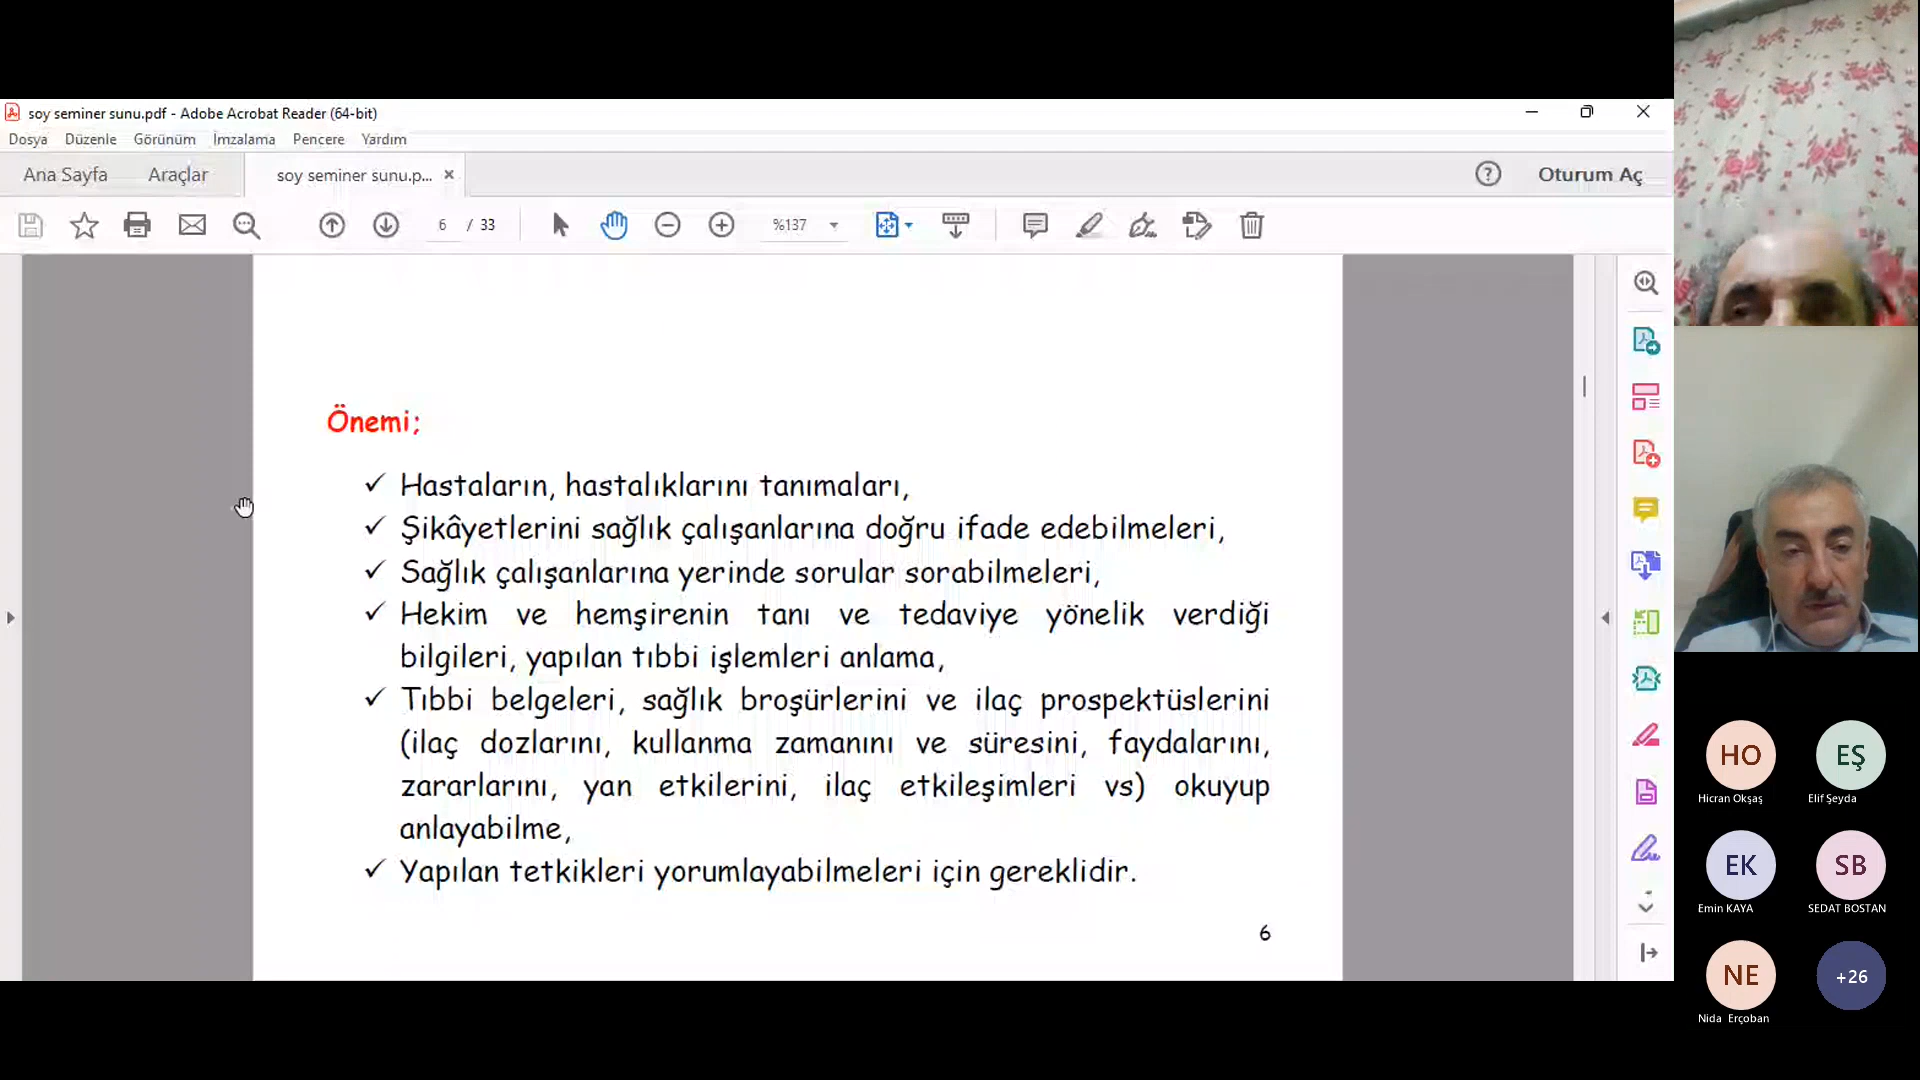 soy seminer sunu.pdf - Adobe Acrobat Reader (64-bit)
Dosya Düzenle Görünüm İmzalama Pencere Yardım
Ana Sayfa Araçlar soy seminer sunu.p... Oturum Aç
6 / 33 %137
Önemi;
✓ Hastaların, hastalıklarını tanımaları,
✓ Şikâyetlerini sağlık çalışanlarına doğru ifade edebilmeleri,
✓ Sağlık çalışanlarına yerinde sorular sorabilmeleri,
✓ Hekim ve hemşirenin tanı ve tedaviye yönelik verdiği
bilgileri, yapılan tıbbi işlemleri anlama,
✓ Tıbbi belgeleri, sağlık broşürlerini ve ilaç prospektüslerini
(ilaç dozlarını, kullanma zamanını ve süresini, faydalarını,
zararlarını, yan etkilerini, ilaç etkileşimleri vs) okuyup
anlayabilme,
✓ Yapılan tetkikleri yorumlayabilmeleri için gereklidir.
6
HO EŞ
Hicran Okşaş Elif Şeyda
EK SB
Emin KAYA SEDAT BOSTAN
NE +26
Nida Erçoban